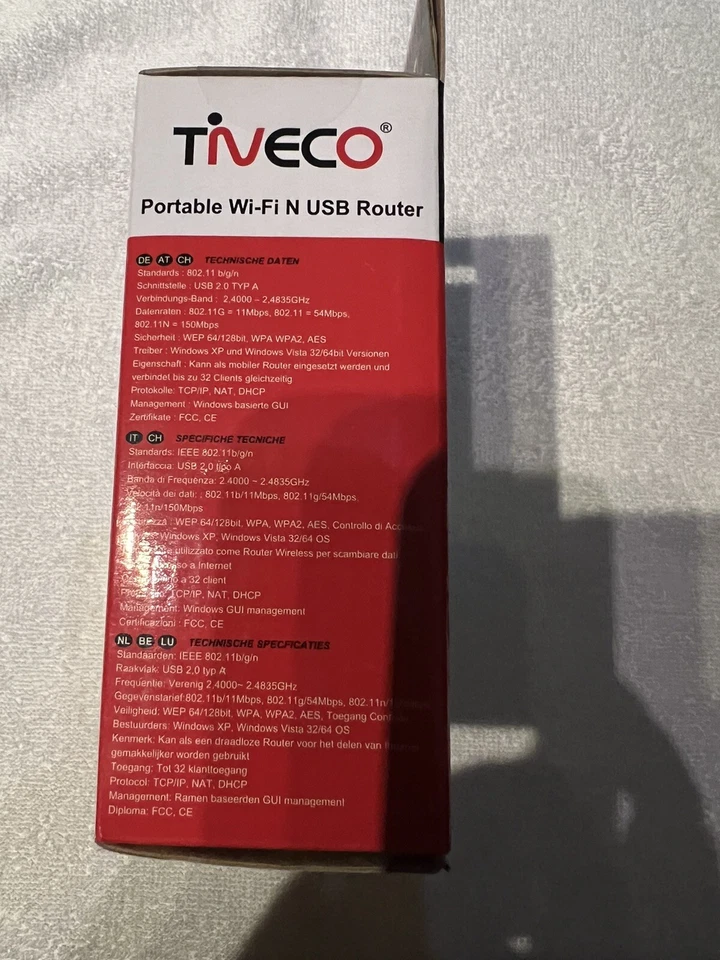 TIVECO®
Portable Wi-Fi N USB Router
DE AT CH TECHNISCHE DATEN
Standards : 802.11 b/g/n
Schnittstelle : USB 2.0 TYP A
Verbindungs-Band : 2,4000 – 2,4835GHz
Datenraten : 802.11G = 11Mbps, 802.11 = 54Mbps,
802.11N = 150Mbps
Sicherheit : WEP 64/128bit, WPA WPA2, AES
Treiber : Windows XP und Windows Vista 32/64bit Versionen
Eigenschaft : Kann als mobiler Router eingesetzt werden und
verbindet bis zu 32 Clients gleichzeitig
Protokolle: TCP/IP, NAT, DHCP
Management : Windows basierte GUI
Zertifikate : FCC, CE
IT CH SPECIFICHE TECNICHE
Standards: IEEE 802.11b/g/n
Interfaccia: USB 2,0 tipo A
Banda di Frequenza: 2.4000 ~ 2.4835GHz
Velocità dei dati: : 802.11b/11Mbps, 802.11g/54Mbps,
/150Mbps
: WEP 64/128bit, WPA, WPA2, AES, Controllo di
Windows XP, Windows Vista 32/64 OS
utilizzato come Router Wireless per scambiare dati
a Internet
a 32 client
TCP/IP, NAT, DHCP
Management: Windows GUI management
Certificazioni : FCC, CE
NL BE LU TECHNISCHE SPECFICATIES
Standaarden: IEEE 802.11b/g/n
Raakvlak: USB 2,0 typ A
Frequentie: Verenig 2.4000~ 2.4835GHz
Gegevenstarief:802.11b/11Mbps, 802.11g/54Mbps,
Veiligheid: WEP 64/128bit, WPA, WPA2, AES, Toegang
Bestuurders: Windows XP, Windows Vista 32/64 OS
Kenmerk: Kan als een draadloze Router voor het delen van
gemakkelijker worden gebruikt
Toegang: Tot 32 klanttoegang
Protocol: TCP/IP, NAT, DHCP
Management: Ramen baseerden GUI management
Diploma: FCC, CE